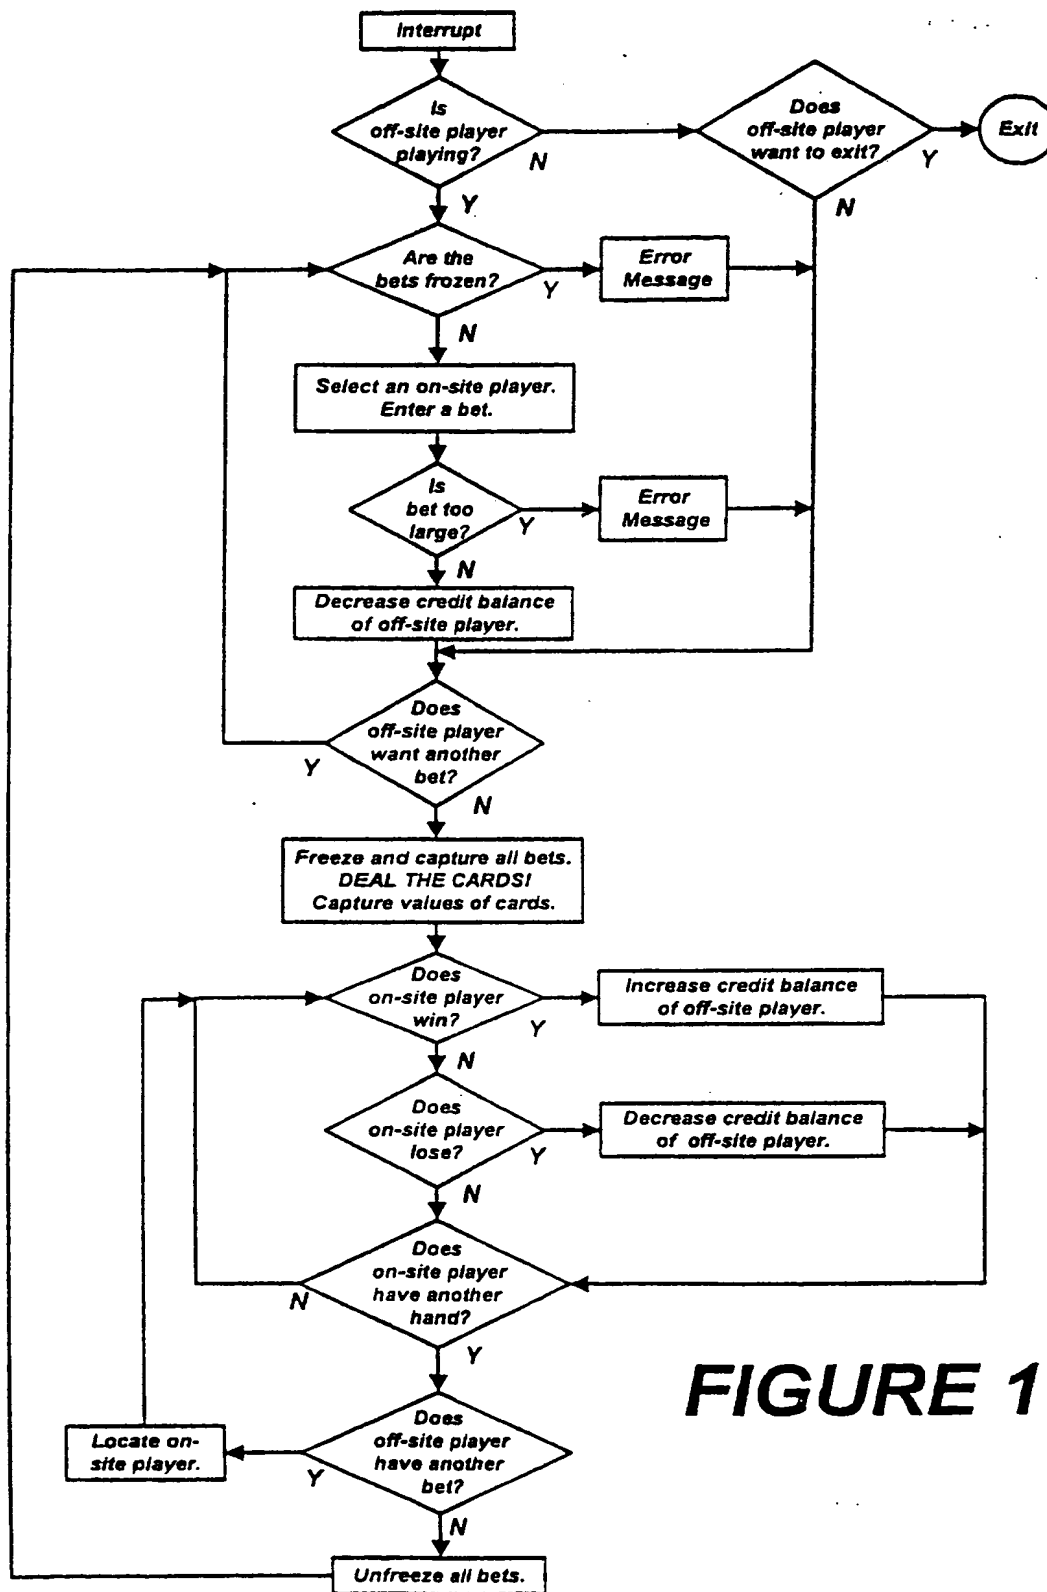 Interrupt
Is
off-site player
playing?
N
Y
Does
off-site player
want to exit?
Y
N
Exit
Are the
bets frozen?
Y
N
Error
Message
Select an on-site player.
Enter a bet.
Is
bet too
large?
Y
N
Error
Message
Decrease credit balance
of off-site player.
Does
off-site player
want another
bet?
Y
N
Freeze and capture all bets.
DEAL THE CARDS!
Capture values of cards.
Does
on-site player
win?
Y
N
Increase credit balance
of off-site player.
Does
on-site player
lose?
Y
N
Decrease credit balance
of off-site player.
Does
on-site player
have another
hand?
N
Y
Does
off-site player
have another
bet?
Y
N
Locate on-
site player.
Unfreeze all bets.
FIGURE 1